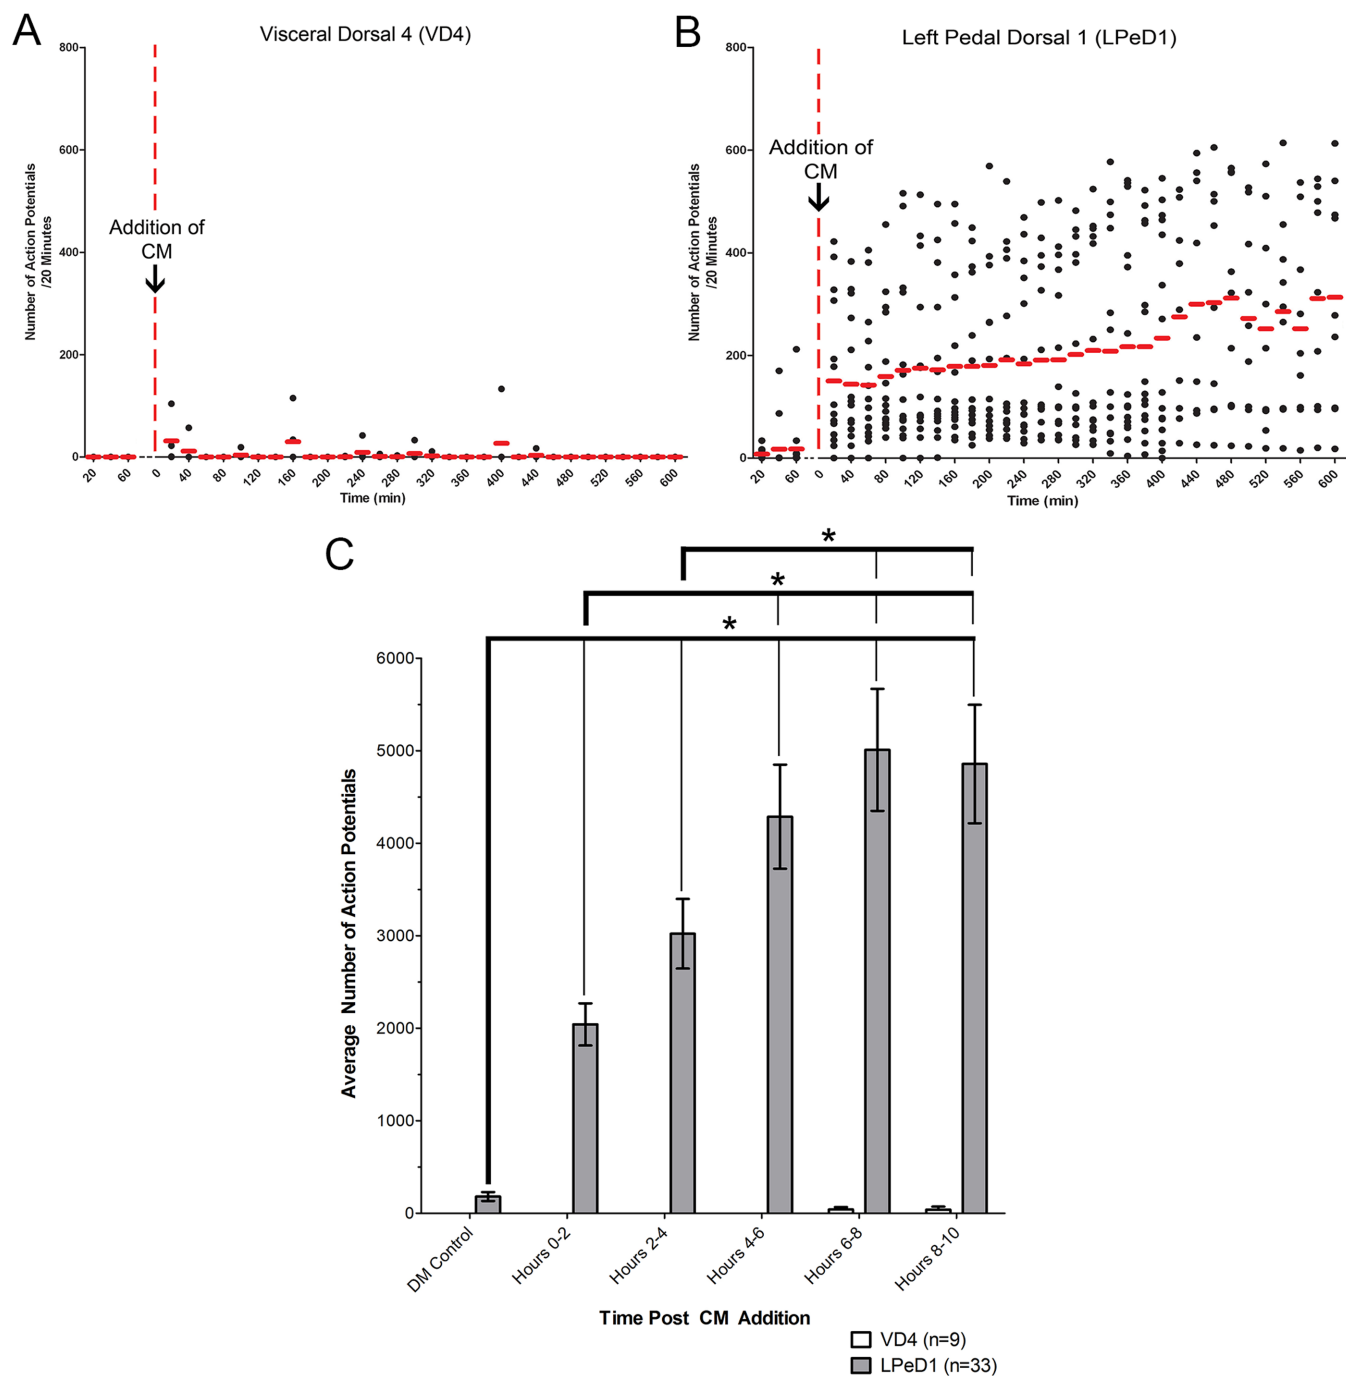 A
Visceral Dorsal 4 (VD4)
Number of Action Potentials
/20 Minutes
800
600
400
200
0
Addition of
CM
20 60 0 40 80 120 160 200 240 280 320 360 400 440 480 520 560 600
Time (min)
B
Left Pedal Dorsal 1 (LPeD1)
Number of Action Potentials
/20 Minutes
800
600
400
200
0
Addition of
CM
20 60 0 40 80 120 160 200 240 280 320 360 400 440 480 520 560 600
Time (min)
C
*
*
*
Average Number of Action Potentials
6000
5000
4000
3000
2000
1000
0
DM Control Hours 0-2 Hours 2-4 Hours 4-6 Hours 6-8 Hours 8-10
Time Post CM Addition
VD4 (n=9)
LPeD1 (n=33)